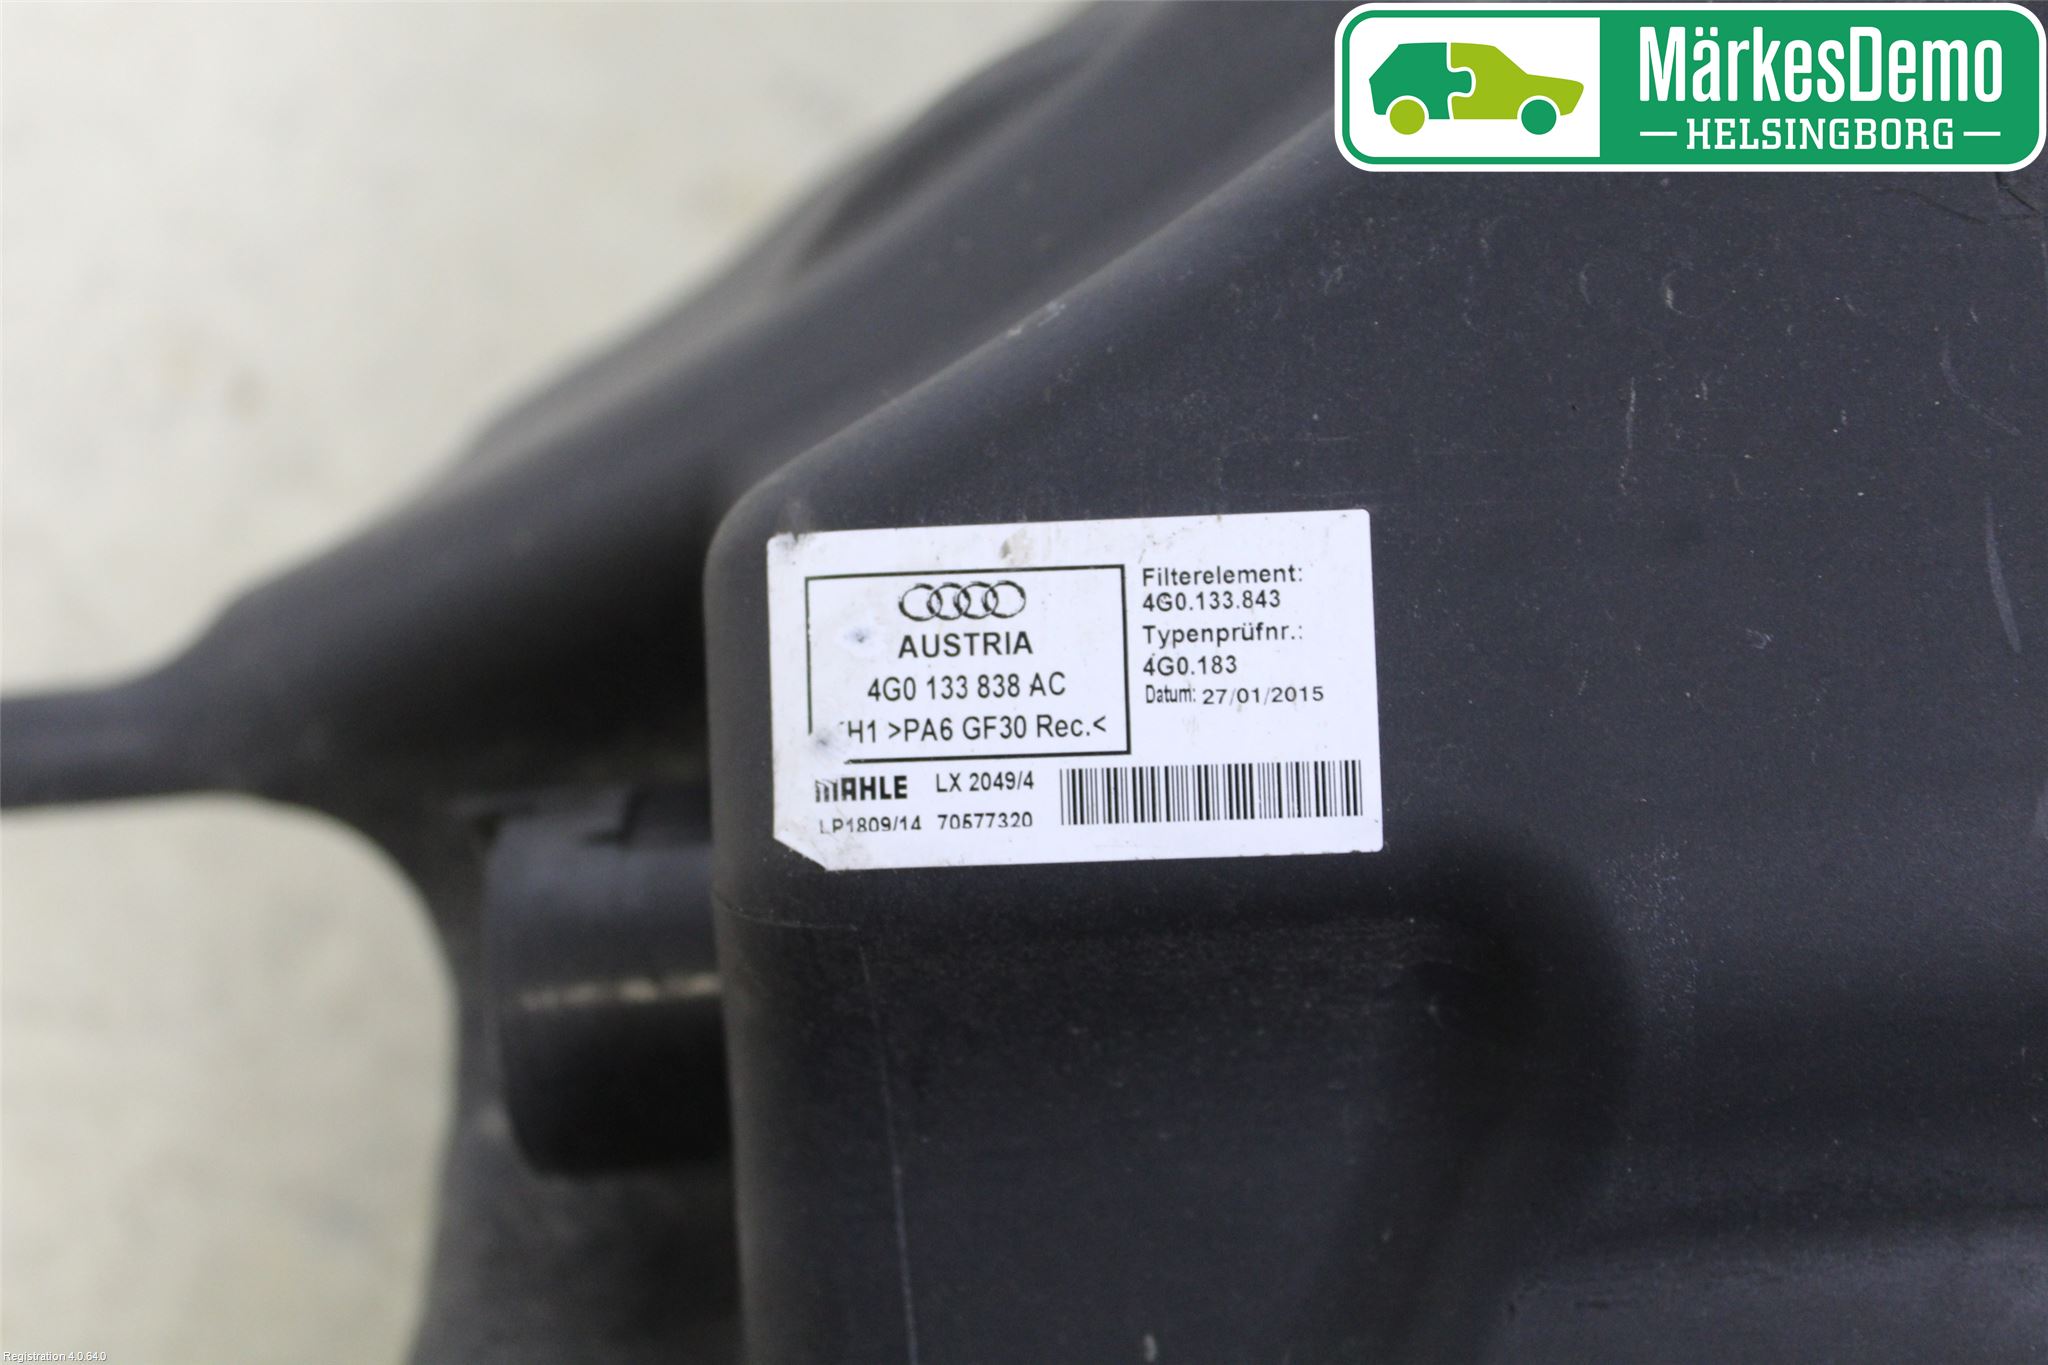 MärkesDemo
HELSINGBORG
AUSTRIA
4G0 133 838 AC
H1 >PA6 GF30 Rec.<
Filterelement:
4G0.133.843
Typenprüfnr.:
4G0.183
Datum: 27/01/2015
MAHLE LX 2049/4
LP1809/14 70577320
Registration 4.0.64.0